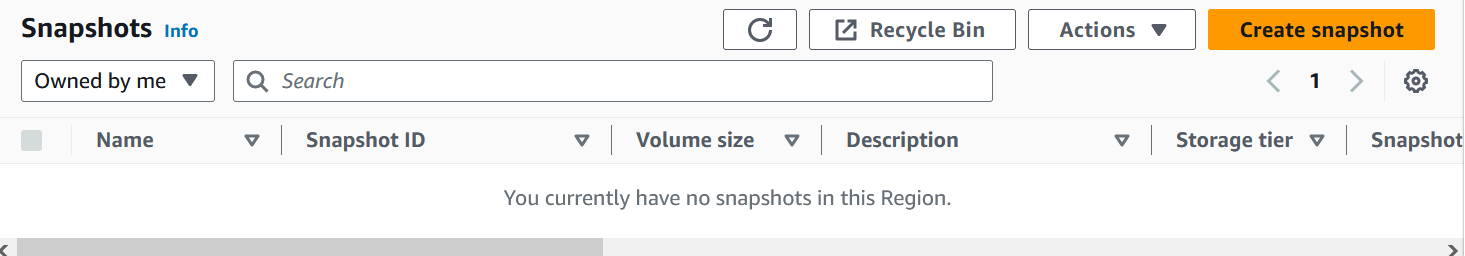 Snapshots Info Recycle Bin Actions Create snapshot
Owned by me Search 1
Name Snapshot ID Volume size Description Storage tier Snapshot
You currently have no snapshots in this Region.